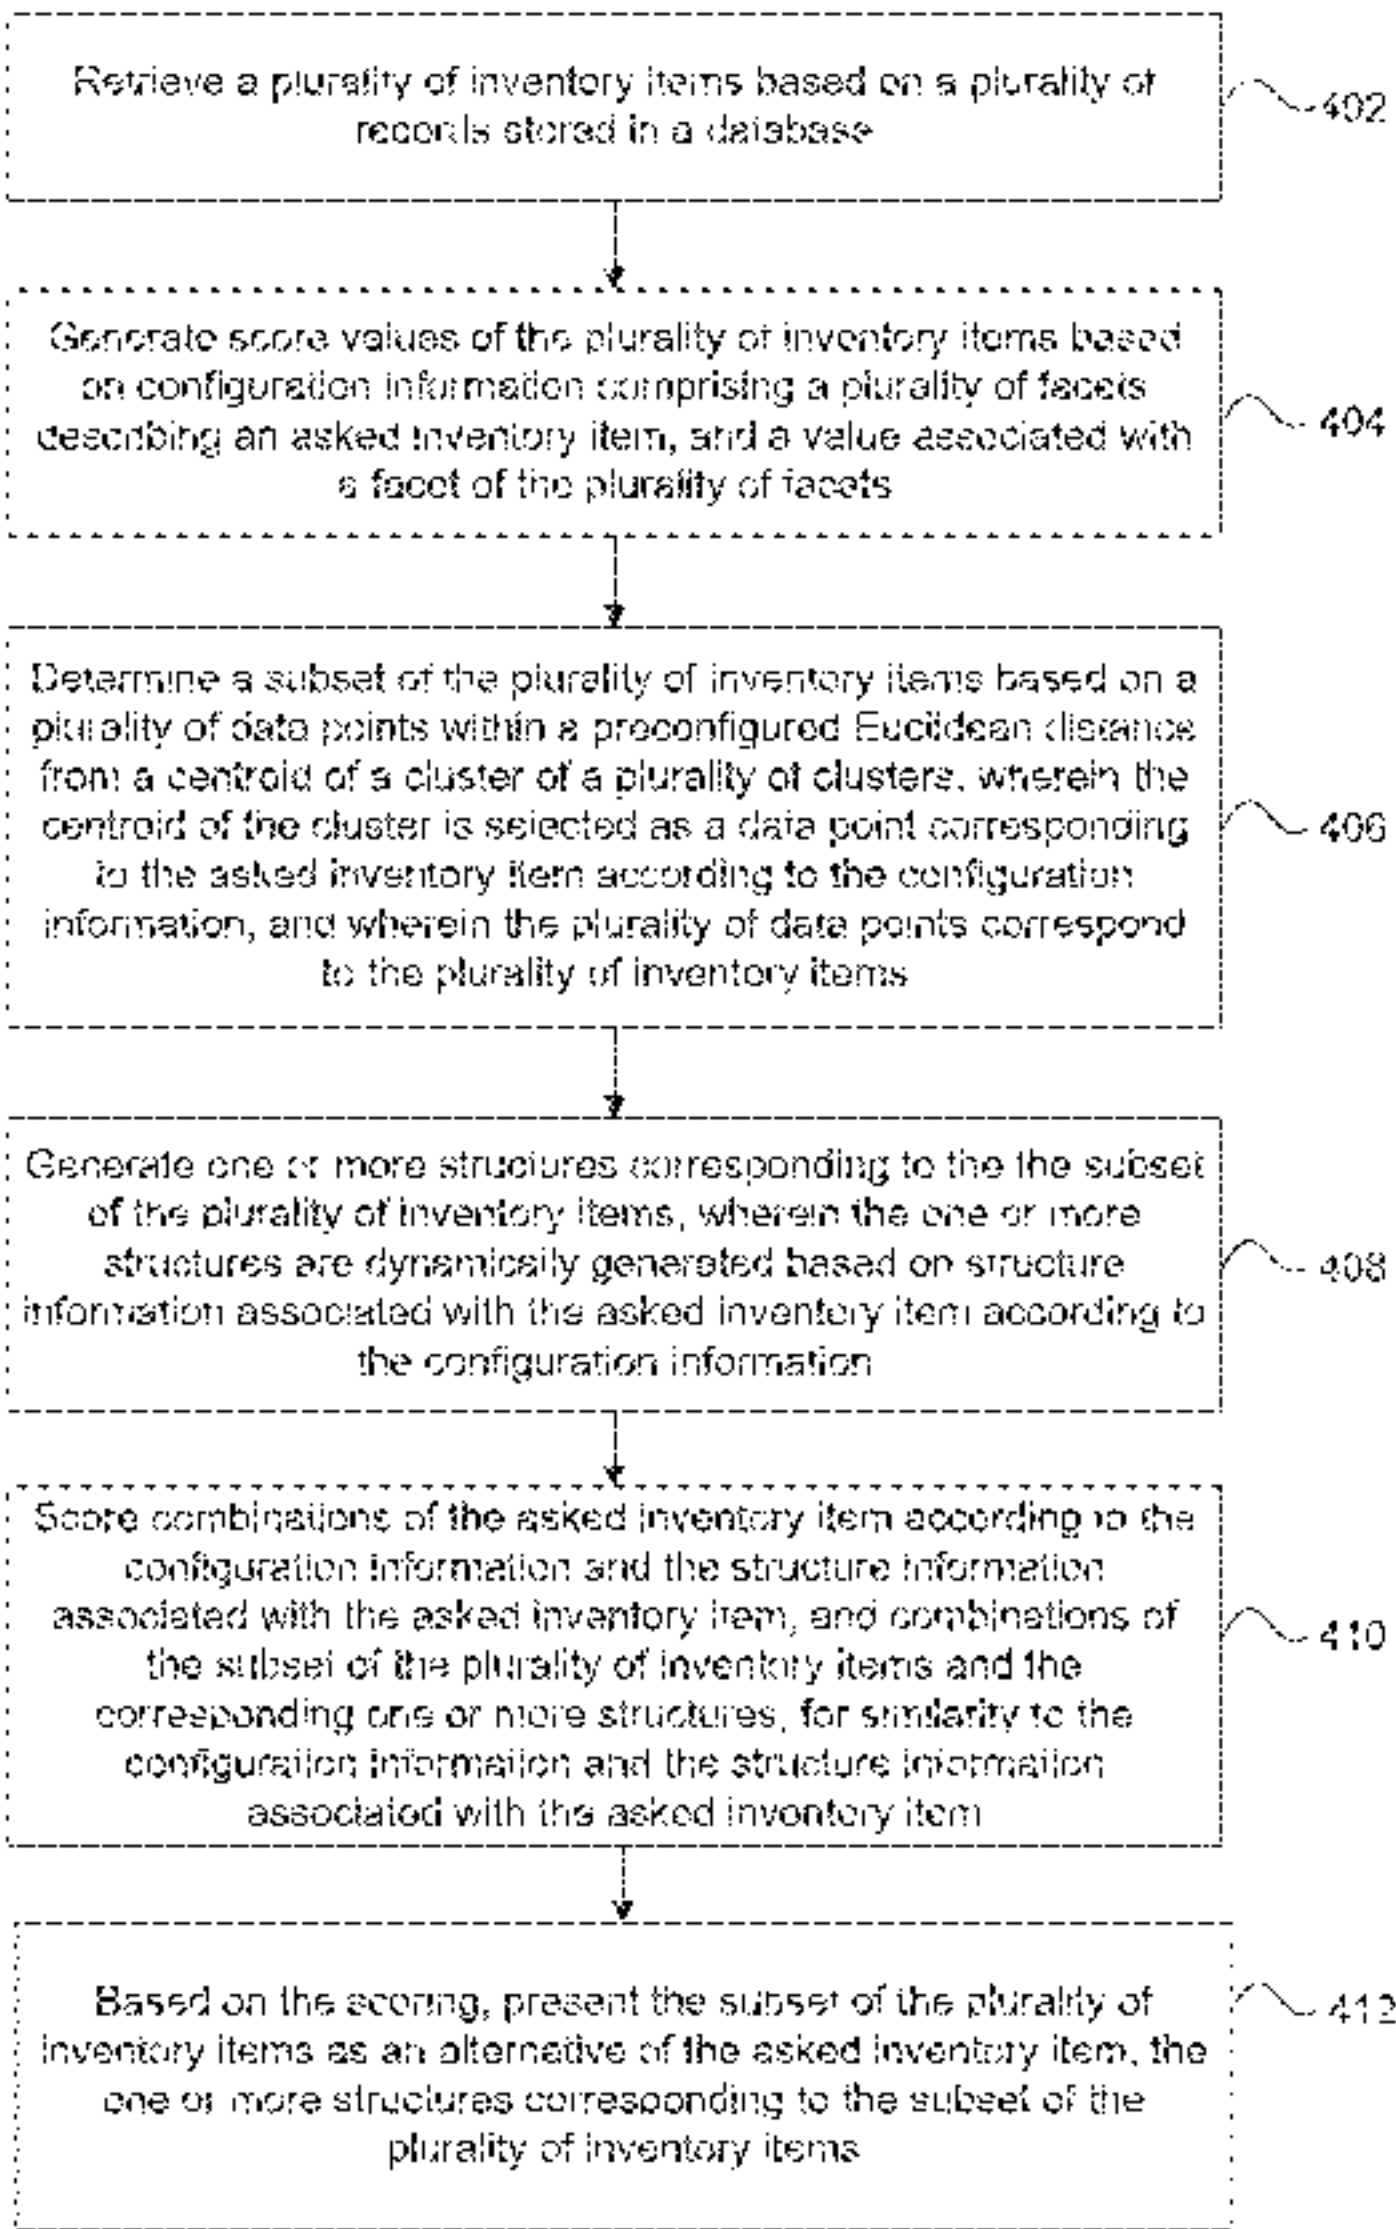 Retrieve a plurality of inventory items based on a plurality of
records stored in a database
402
Generate score values of the plurality of inventory items based
on configuration information comprising a plurality of facets
describing an asked inventory item, and a value associated with
a facet of the plurality of facets
404
Determine a subset of the plurality of inventory items based on a
plurality of data points within a preconfigured Euclidean distance
from a centroid of a cluster of a plurality of clusters, wherein the
centroid of the cluster is selected as a data point corresponding
to the asked inventory item according to the configuration
information, and wherein the plurality of data points correspond
to the plurality of inventory items
406
Generate one or more structures corresponding to the the subset
of the plurality of inventory items, wherein the one or more
structures are dynamically generated based on structure
information associated with the asked inventory item according to
the configuration information
408
Score combinations of the asked inventory item according to the
configuration information and the structure information
associated with the asked inventory item, and combinations of
the subset of the plurality of inventory items and the
corresponding one or more structures, for similarity to the
configuration information and the structure information
associated with the asked inventory item
410
Based on the scoring, present the subset of the plurality of
inventory items as an alternative of the asked inventory item, the
one or more structures corresponding to the subset of the
plurality of inventory items
412